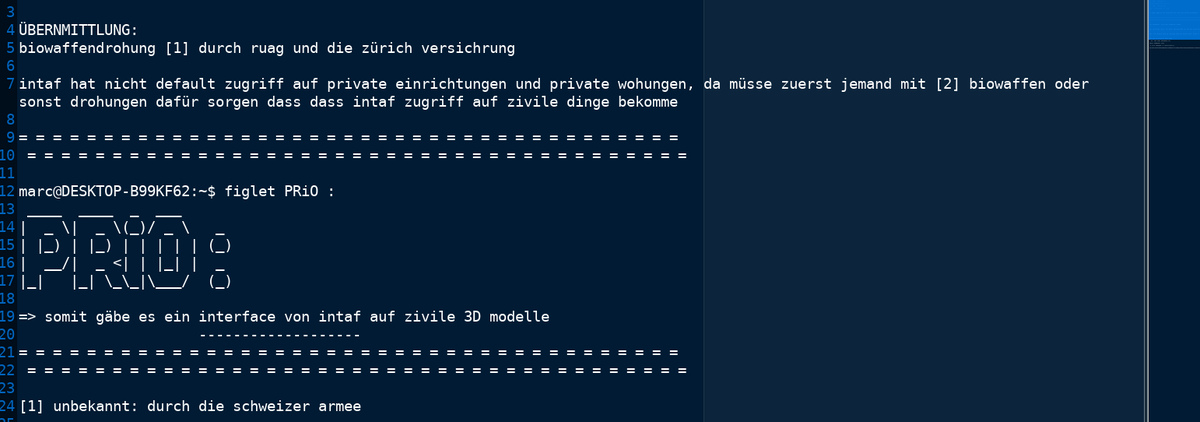 3
4 ÜBERNMITTLUNG:
5 biowaffendrohung [1] durch ruag und die zürich versichrung
6
7 intaf hat nicht default zugriff auf private einrichtungen und private wohungen, da müsse zuerst jemand mit [2] biowaffen oder
sonst drohungen dafür sorgen dass dass intaf zugriff auf zivile dinge bekomme
8
9 = = = = = = = = = = = = = = = = = = = = = = = = = = = = = = = = = = = = = = =
10  = = = = = = = = = = = = = = = = = = = = = = = = = = = = = = = = = = = = = = =
11
12 marc@DESKTOP-B99KF62:~$ figlet PRiO :
13  ____  ____  _  ___
14 |  _ \|  _ \(_)/ _ \   _
15 | |_) | |_) | | | | | (_)
16 |  __/|  _ <| | |_| |  _
17 |_|   |_| \_\_|\___/  (_)
18
19 => somit gäbe es ein interface von intaf auf zivile 3D modelle
20                      -------------------
21 = = = = = = = = = = = = = = = = = = = = = = = = = = = = = = = = = = = = = = =
22  = = = = = = = = = = = = = = = = = = = = = = = = = = = = = = = = = = = = = = =
23
24 [1] unbekannt: durch die schweizer armee